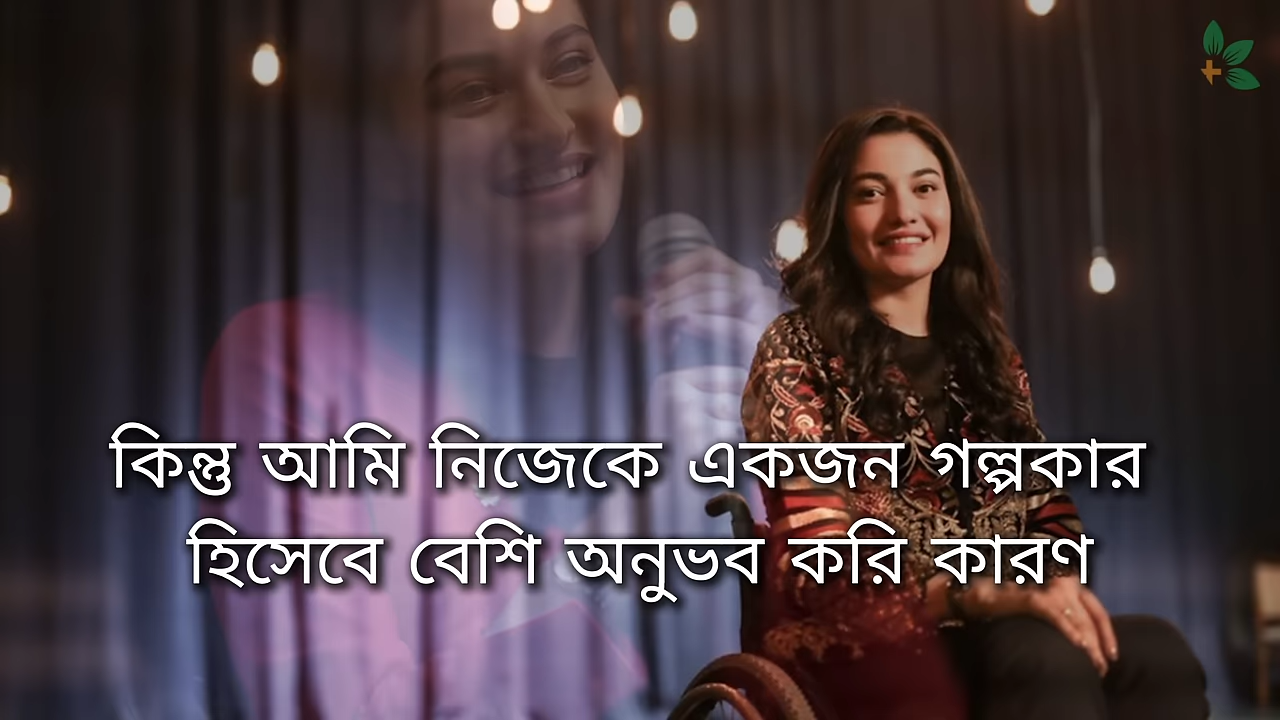 কিন্তু আমি নিজেকে একজন গল্পকার
হিসেবে বেশি অনুভব করি কারণ